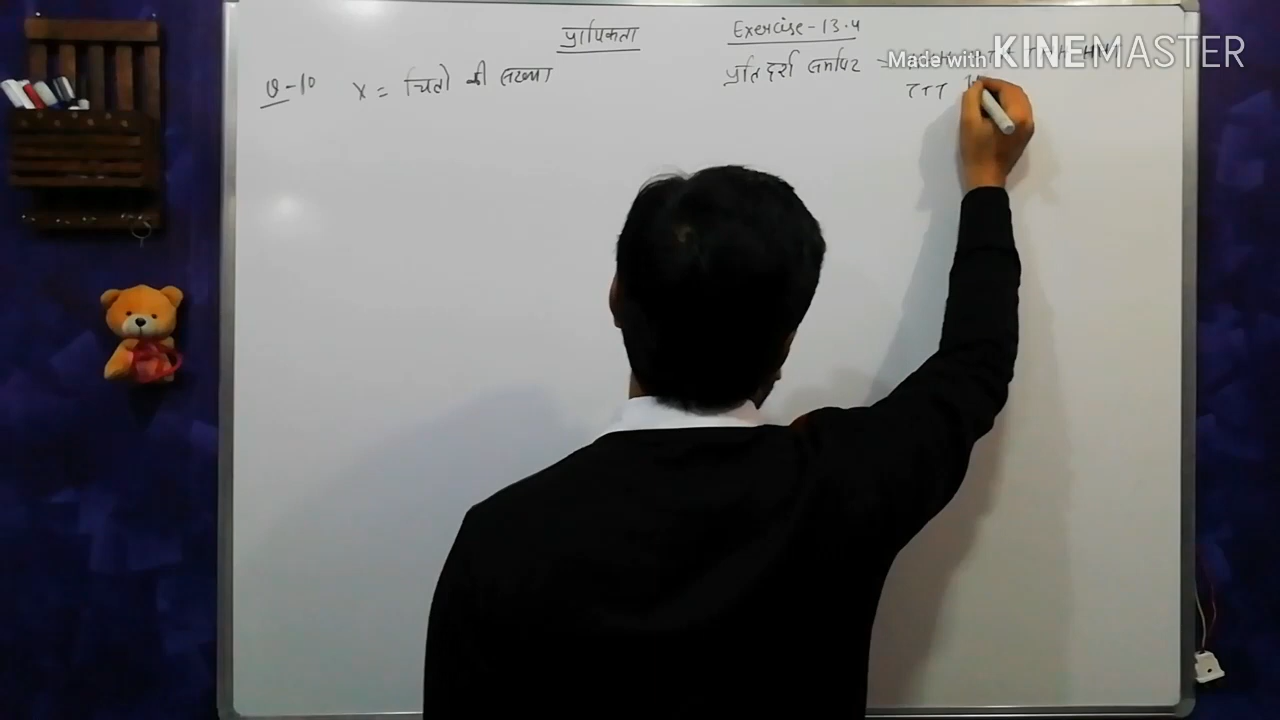 प्रायिकता Exercise-13.4
Q-10 X = चितो की संख्या प्रतिदर्श समष्टि =
TTT
Made with KINEMASTER